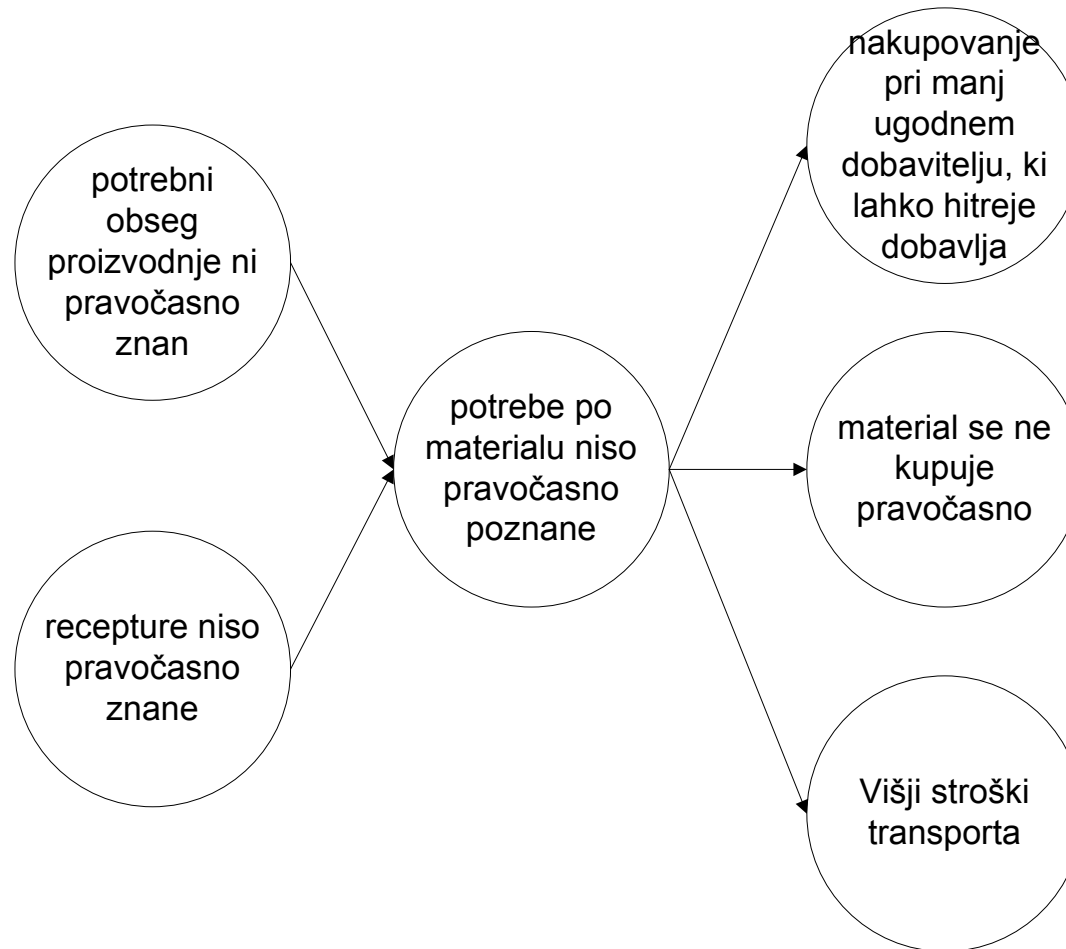 potrebni
obseg
proizvodnje ni
pravočasno
znan
recepture niso
pravočasno
znane
potrebe po
materialu niso
pravočasno
poznane
nakupovanje
pri manj
ugodnem
dobavitelju, ki
lahko hitreje
dobavlja
material se ne
kupuje
pravočasno
Višji stroški
transporta